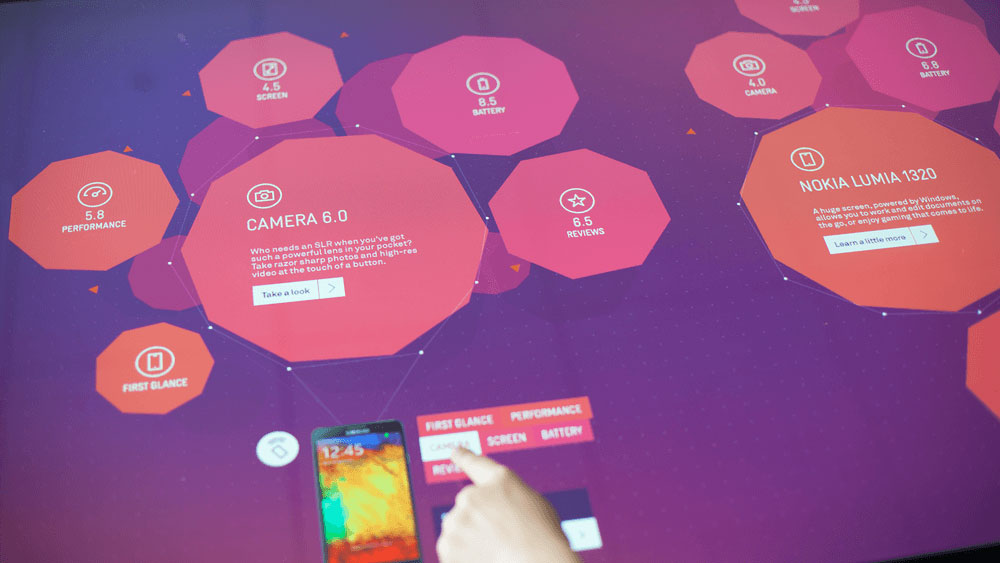 4.5
SCREEN
8.5
BATTERY
SCREEN
4.0
CAMERA
6.8
BATTERY
5.8
PERFORMANCE
CAMERA 6.0
Who needs an SLR when you've got
such a powerful lens in your pocket?
Take razor sharp photos and high-res
video at the touch of a button.
Take a look
6.5
REVIEWS
NOKIA LUMIA 1320
A huge screen, powered by Windows,
allows you to work and edit documents on
the go, or enjoy gaming that comes to life.
Learn a little more
FIRST GLANCE
SAMSUNG
12:45
FIRST GLANCE
PERFORMANCE
CAMERA
SCREEN
BATTERY